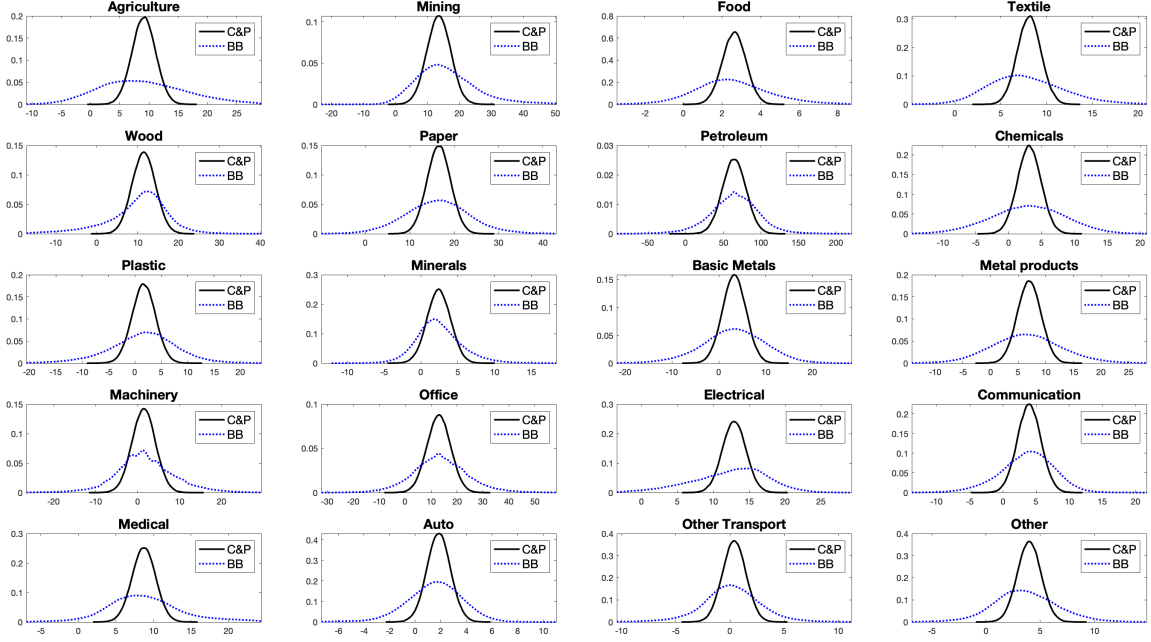 Agriculture
0.2
0.15
0.1
0.05
0
-10 -5 0 5 10 15 20 25
C&P
BB
Mining
0.1
0.05
0
-20 -10 0 10 20 30 40 50
C&P
BB
Food
0.8
0.6
0.4
0.2
0
-2 0 2 4 6 8
C&P
BB
Textile
0.3
0.2
0.1
0
-5 0 5 10 15 20
C&P
BB
Wood
0.15
0.1
0.05
0
-10 0 10 20 30 40
C&P
BB
Paper
0.15
0.1
0.05
0
0 10 20 30 40
C&P
BB
Petroleum
0.03
0.02
0.01
0
-50 0 50 100 150 200
C&P
BB
Chemicals
0.2
0.15
0.1
0.05
0
-10 -5 0 5 10 15 20
C&P
BB
Plastic
0.2
0.15
0.1
0.05
0
-20 -15 -10 -5 0 5 10 15 20
C&P
BB
Minerals
0.3
0.2
0.1
0
-10 -5 0 5 10 15
C&P
BB
Basic Metals
0.15
0.1
0.05
0
-20 -10 0 10 20
C&P
BB
Metal products
0.2
0.15
0.1
0.05
0
-10 -5 0 5 10 15 20 25
C&P
BB
Machinery
0.15
0.1
0.05
0
-20 -10 0 10 20
C&P
BB
Office
0.1
0.05
0
-30 -20 -10 0 10 20 30 40 50
C&P
BB
Electrical
0.3
0.2
0.1
0
0 5 10 15 20 25
C&P
BB
Communication
0.2
0.15
0.1
0.05
0
-10 -5 0 5 10 15 20
C&P
BB
Medical
0.3
0.2
0.1
0
-5 0 5 10 15 20
C&P
BB
Auto
0.4
0.3
0.2
0.1
0
-6 -4 -2 0 2 4 6 8 10
C&P
BB
Other Transport
0.4
0.3
0.2
0.1
0
-10 -5 0 5 10
C&P
BB
Other
0.4
0.3
0.2
0.1
0
-5 0 5 10
C&P
BB